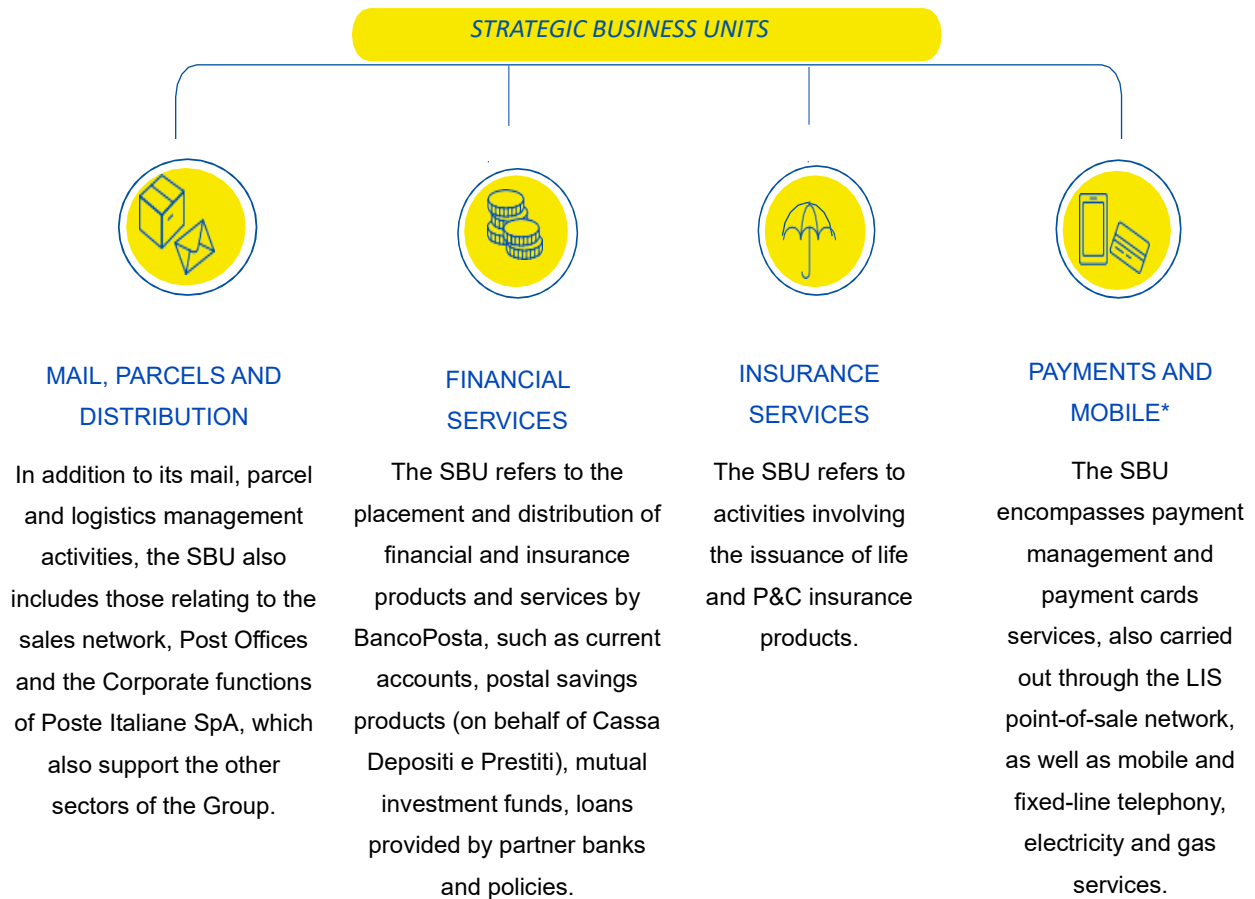 STRATEGIC BUSINESS UNITS
MAIL, PARCELS AND
DISTRIBUTION
In addition to its mail, parcel
and logistics management
activities, the SBU also
includes those relating to the
sales network, Post Offices
and the Corporate functions
of Poste Italiane SpA, which
also support the other
sectors of the Group.
FINANCIAL
SERVICES
The SBU refers to the
placement and distribution of
financial and insurance
products and services by
BancoPosta, such as current
accounts, postal savings
products (on behalf of Cassa
Depositi e Prestiti), mutual
investment funds, loans
provided by partner banks
and policies.
INSURANCE
SERVICES
The SBU refers to
activities involving
the issuance of life
and P&C insurance
products.
PAYMENTS AND
MOBILE*
The SBU
encompasses payment
management and
payment cards
services, also carried
out through the LIS
point-of-sale network,
as well as mobile and
fixed-line telephony,
electricity and gas
services.